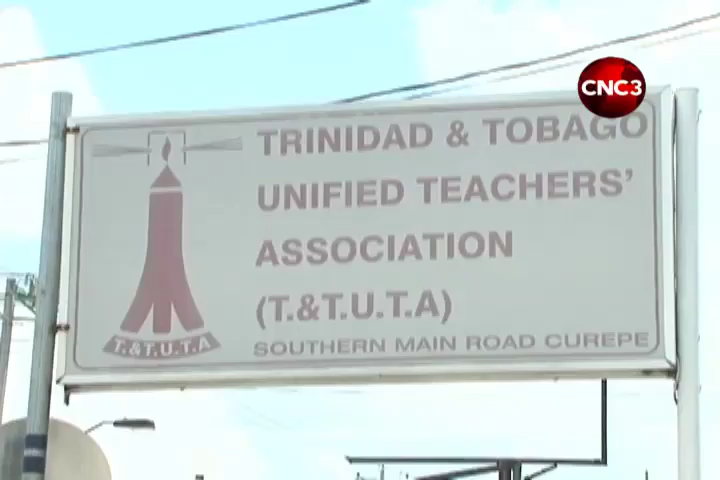 CNC3
TRINIDAD & TOBAGO
UNIFIED TEACHERS'
ASSOCIATION
(T.&T.U.T.A)
SOUTHERN MAIN ROAD CUREPE
T.&T.U.T.A